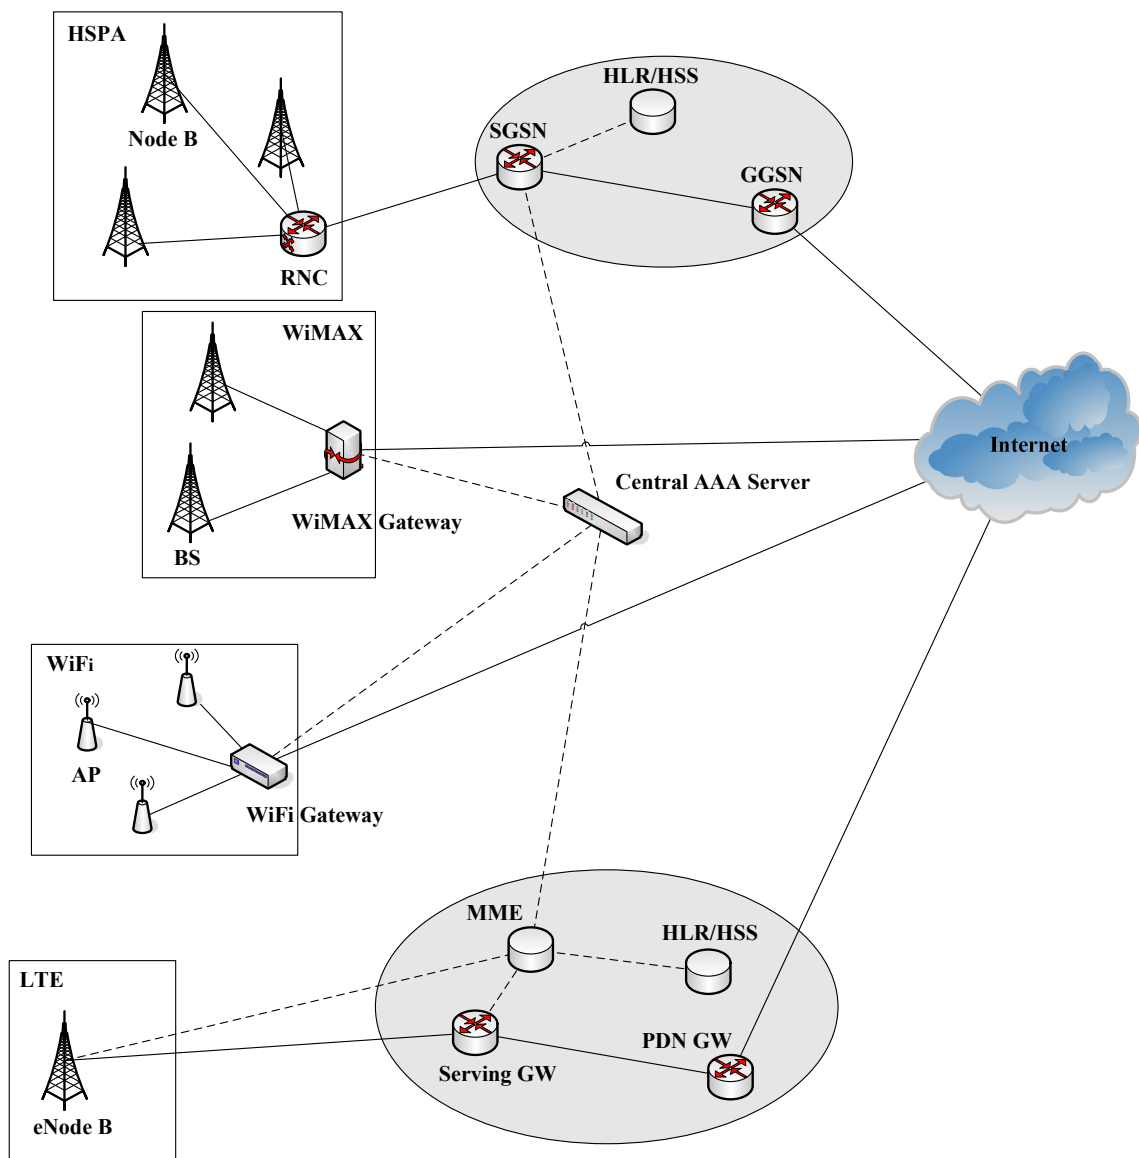 HSPA
Node B
RNC
HLR/HSS
SGSN
GGSN
WiMAX
WiMAX Gateway
BS
Internet
Central AAA Server
WiFi
AP
WiFi Gateway
MME
HLR/HSS
LTE
PDN GW
Serving GW
eNode B